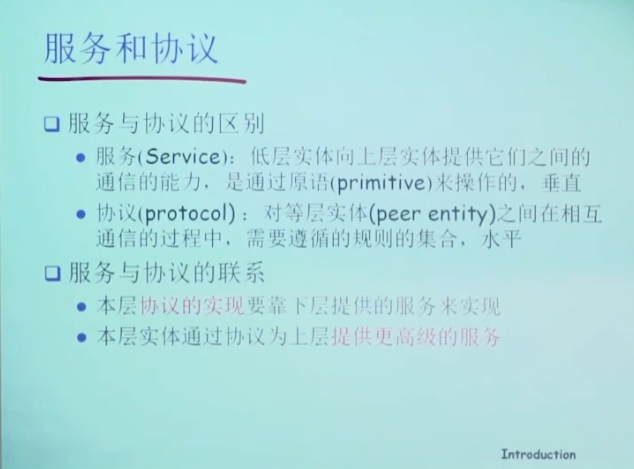 服务和协议
服务与协议的区别
服务(Service)：低层实体向上层实体提供它们之间的
通信的能力，是通过原语(primitive)来操作的，垂直
协议(protocol)：对等层实体(peer entity)之间在相互
通信的过程中，需要遵循的规则的集合，水平
服务与协议的联系
本层协议的实现要靠下层提供的服务来实现
本层实体通过协议为上层提供更高级的服务
Introduction